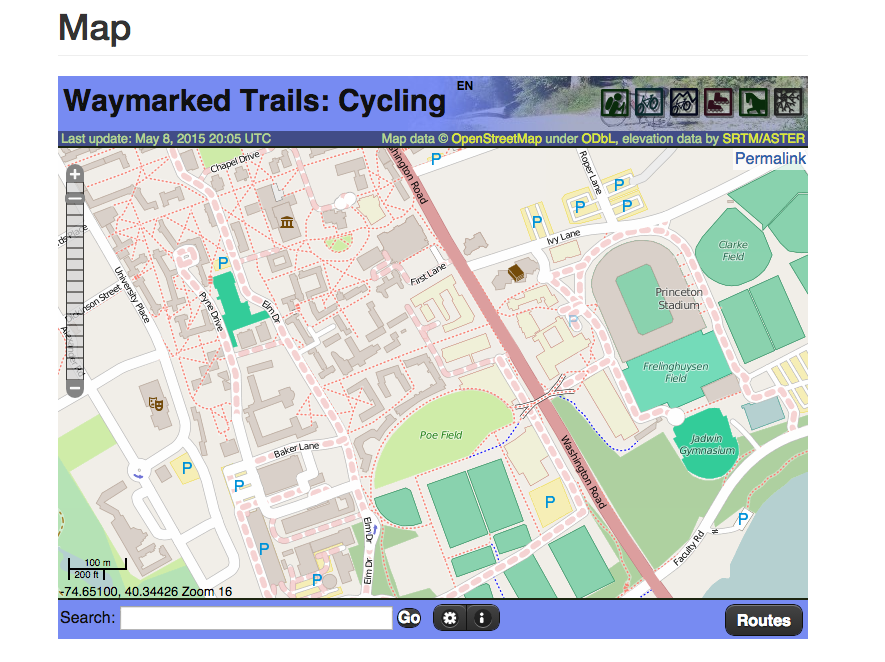 Map
Waymarked Trails: Cycling
EN
Last update: May 8, 2015 20:05 UTC
Map data © OpenStreetMap under ODbL, elevation data by SRTM/ASTER
Permalink
Chapel Drive
Washington Road
P
Roper Lane
P
P
P
P
Ivy Lane
Clarke
Field
First Lane
P
University Place
Pyne Drive
Elm Dr
Princeton
Stadium
P
Frelinghuysen
Field
Poe Field
Jadwin
Gymnasium
Baker Lane
Washington Road
P
P
P
P
Elm Dr
Elm Dr
Faculty Rd
P
P
100 m
200 ft
-74.65100, 40.34426 Zoom 16
Search:
Go
i
Routes